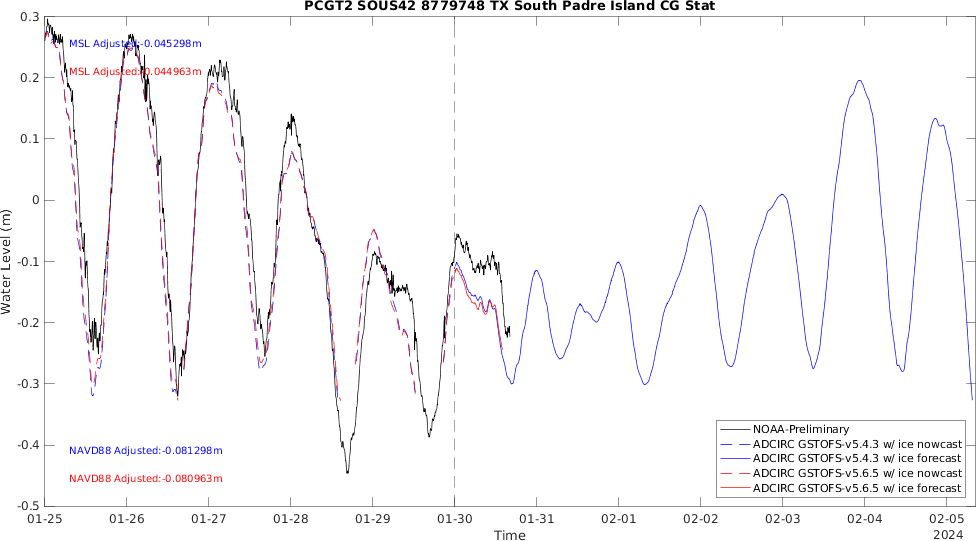 PCGT2 SOUS42 8779748 TX South Padre Island CG Stat
0.3
0.2
0.1
0
-0.1
-0.2
-0.3
-0.4
-0.5
Water Level (m)
MSL Adjusted:-0.045298m
MSL Adjusted:-0.044963m
NAVD88 Adjusted:-0.081298m
NAVD88 Adjusted:-0.080963m
NOAA-Preliminary
ADCIRC GSTOFS-v5.4.3 w/ ice nowcast
ADCIRC GSTOFS-v5.4.3 w/ ice forecast
ADCIRC GSTOFS-v5.6.5 w/ ice nowcast
ADCIRC GSTOFS-v5.6.5 w/ ice forecast
01-25 01-26 01-27 01-28 01-29 01-30 01-31 02-01 02-02 02-03 02-04 02-05
2024
Time